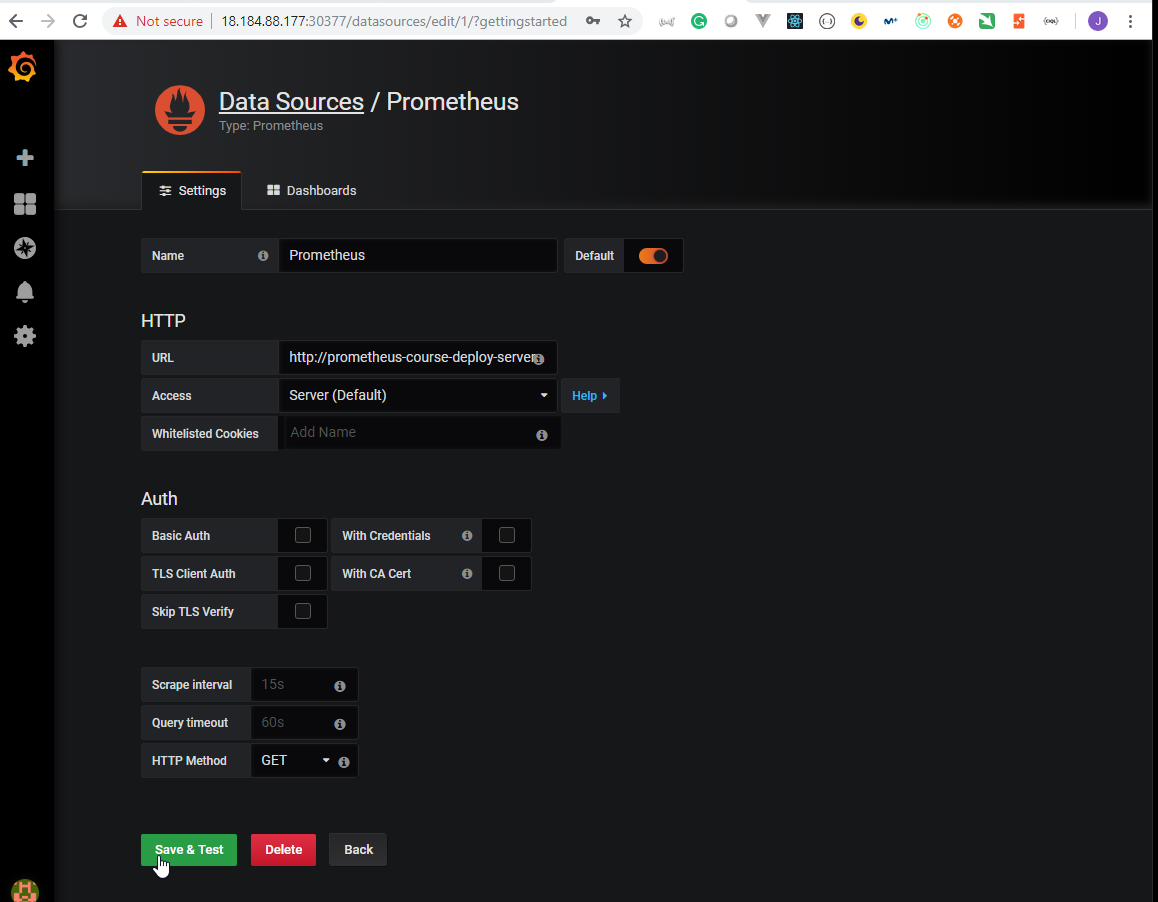 Not secure | 18.184.88.177:30377/datasources/edit/1/?gettingstarted
J
Data Sources / Prometheus
Type: Prometheus
Settings Dashboards
Name Prometheus Default
HTTP
URL http://prometheus-course-deploy-server
Access Server (Default) Help
Whitelisted Cookies Add Name
Auth
Basic Auth With Credentials
TLS Client Auth With CA Cert
Skip TLS Verify
Scrape interval 15s
Query timeout 60s
HTTP Method GET
Save & Test Delete Back